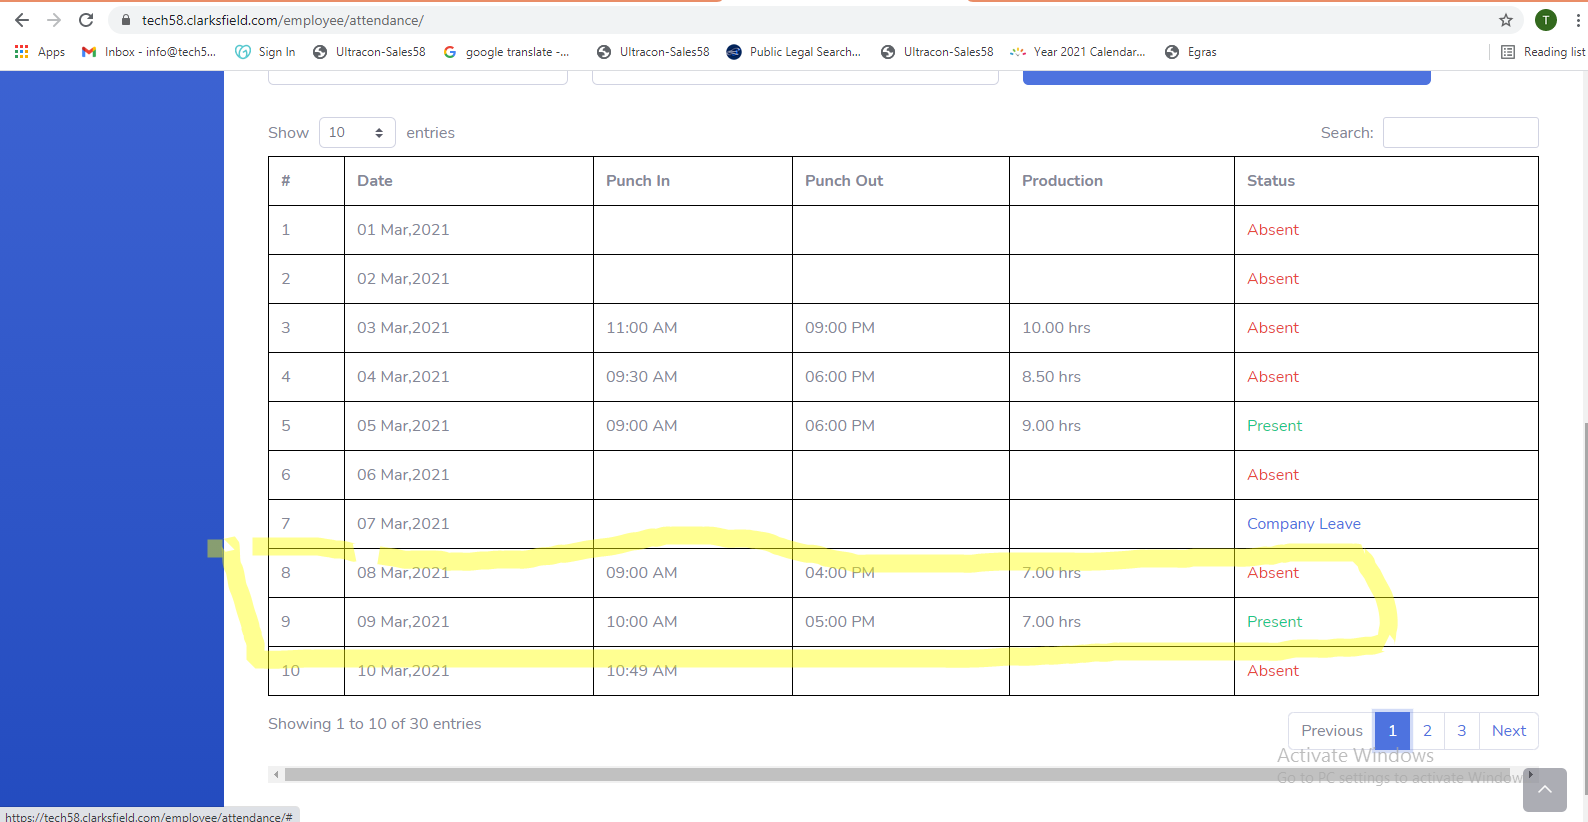 tech58.clarksfield.com/employee/attendance/
T
Apps Inbox - info@tech5... Sign In Ultracon-Sales58 google translate -... Ultracon-Sales58 Public Legal Search... Ultracon-Sales58 Year 2021 Calendar... Egras Reading list
Show 10 entries Search:
# Date Punch In Punch Out Production Status
1 01 Mar,2021 Absent
2 02 Mar,2021 Absent
3 03 Mar,2021 11:00 AM 09:00 PM 10.00 hrs Absent
4 04 Mar,2021 09:30 AM 06:00 PM 8.50 hrs Absent
5 05 Mar,2021 09:00 AM 06:00 PM 9.00 hrs Present
6 06 Mar,2021 Absent
7 07 Mar,2021 Company Leave
8 08 Mar,2021 09:00 AM 04:00 PM 7.00 hrs Absent
9 09 Mar,2021 10:00 AM 05:00 PM 7.00 hrs Present
10 10 Mar,2021 10:49 AM Absent
Showing 1 to 10 of 30 entries Previous 1 2 3 Next
Activate Windows
Go to PC settings to activate Window
https://tech58.clarksfield.com/employee/attendance/#